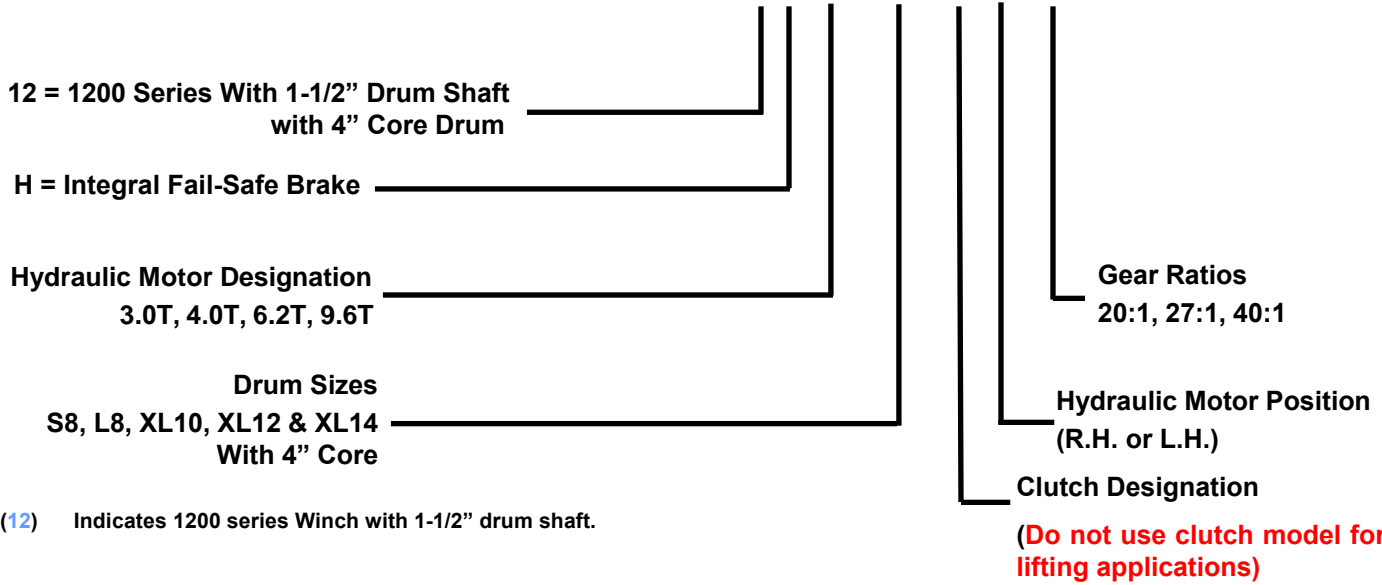 12 = 1200 Series With 1-1/2” Drum Shaft
with 4” Core Drum
H = Integral Fail-Safe Brake
Hydraulic Motor Designation
3.0T, 4.0T, 6.2T, 9.6T
Gear Ratios
20:1, 27:1, 40:1
Drum Sizes
S8, L8, XL10, XL12 & XL14
With 4” Core
Hydraulic Motor Position
(R.H. or L.H.)
Clutch Designation
(Do not use clutch model for
lifting applications)
(12) Indicates 1200 series Winch with 1-1/2” drum shaft.